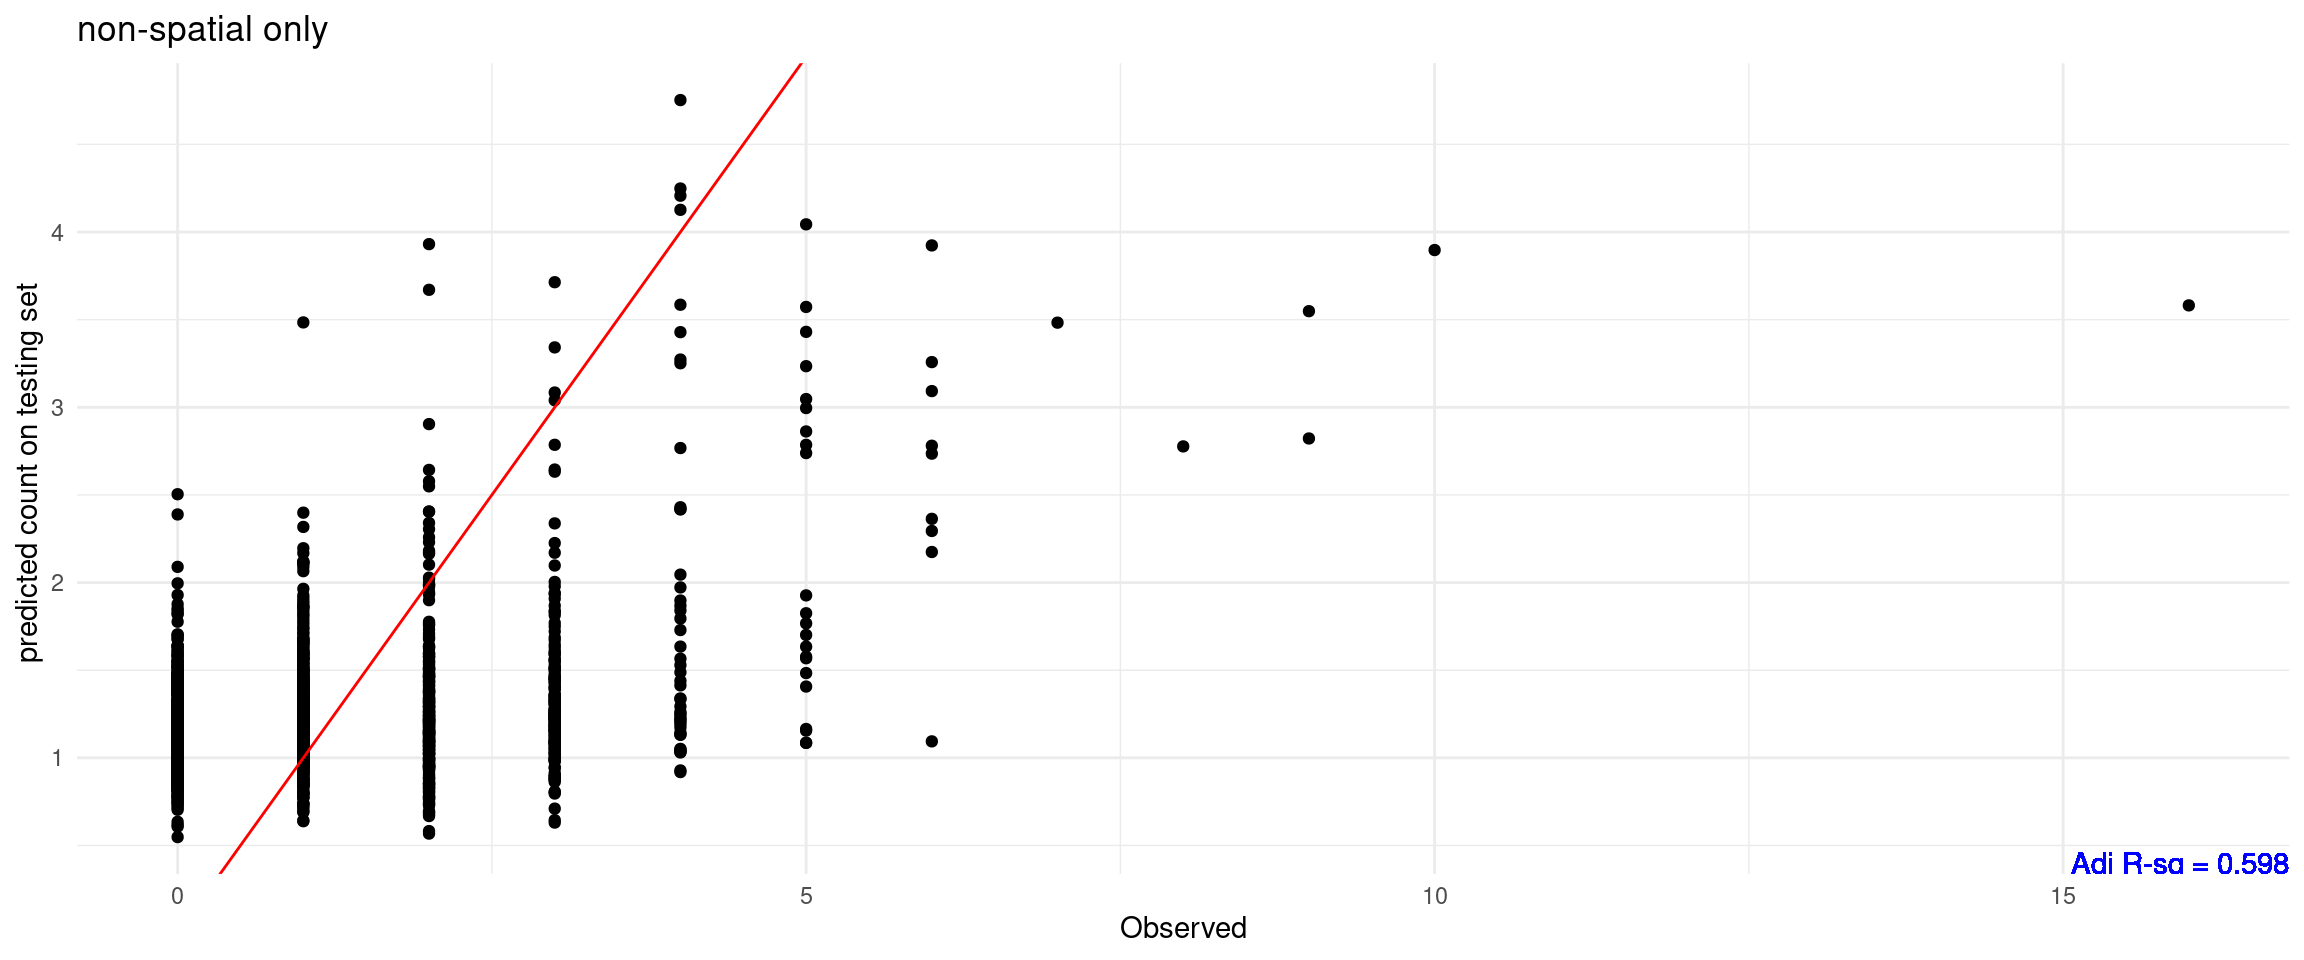 non-spatial only
predicted count on testing set
4
3
2
1
0 5 10 15
Observed
Adj R-sq = 0.598